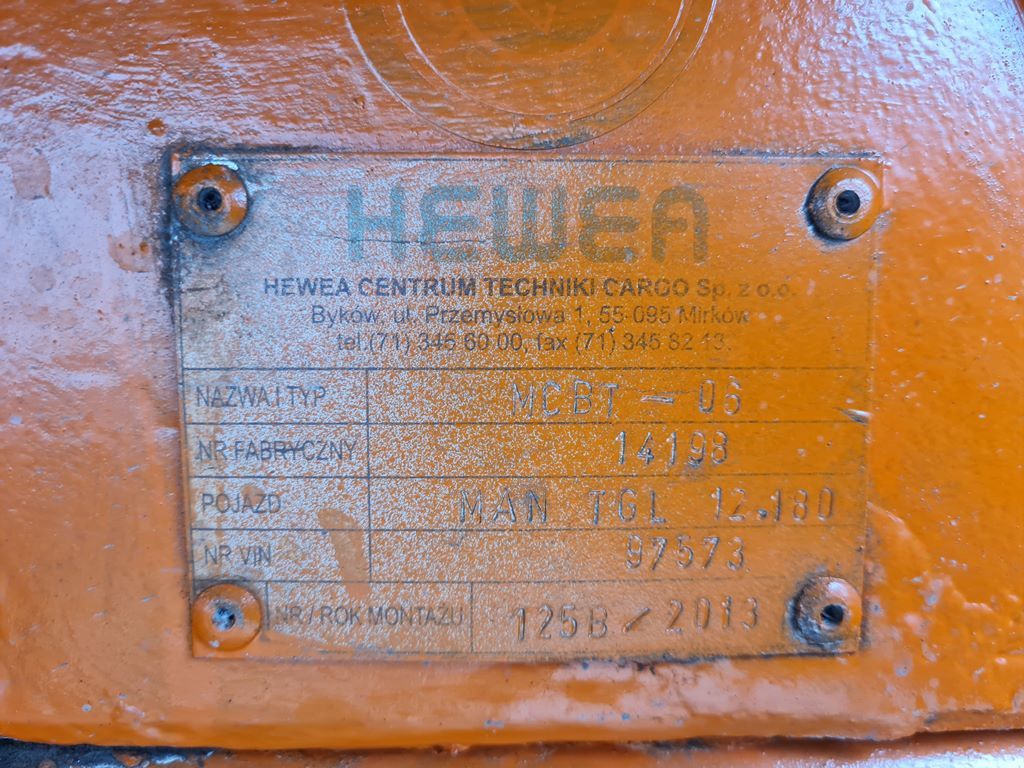 HEWEA
HEWEA CENTRUM TECHNIKI CARGO Sp. z o.o.
Byków, ul. Przemysłowa 1, 55-095 Mirków
tel.(71) 346 60 00, fax (71) 346 82 13
NAZWA I TYP MCBT - 06
NR FABRYCZNY 14198
POJAZD MAN TGL 12.180
NR VIN 97573
NR / ROK MONTAŻU 125B / 2013